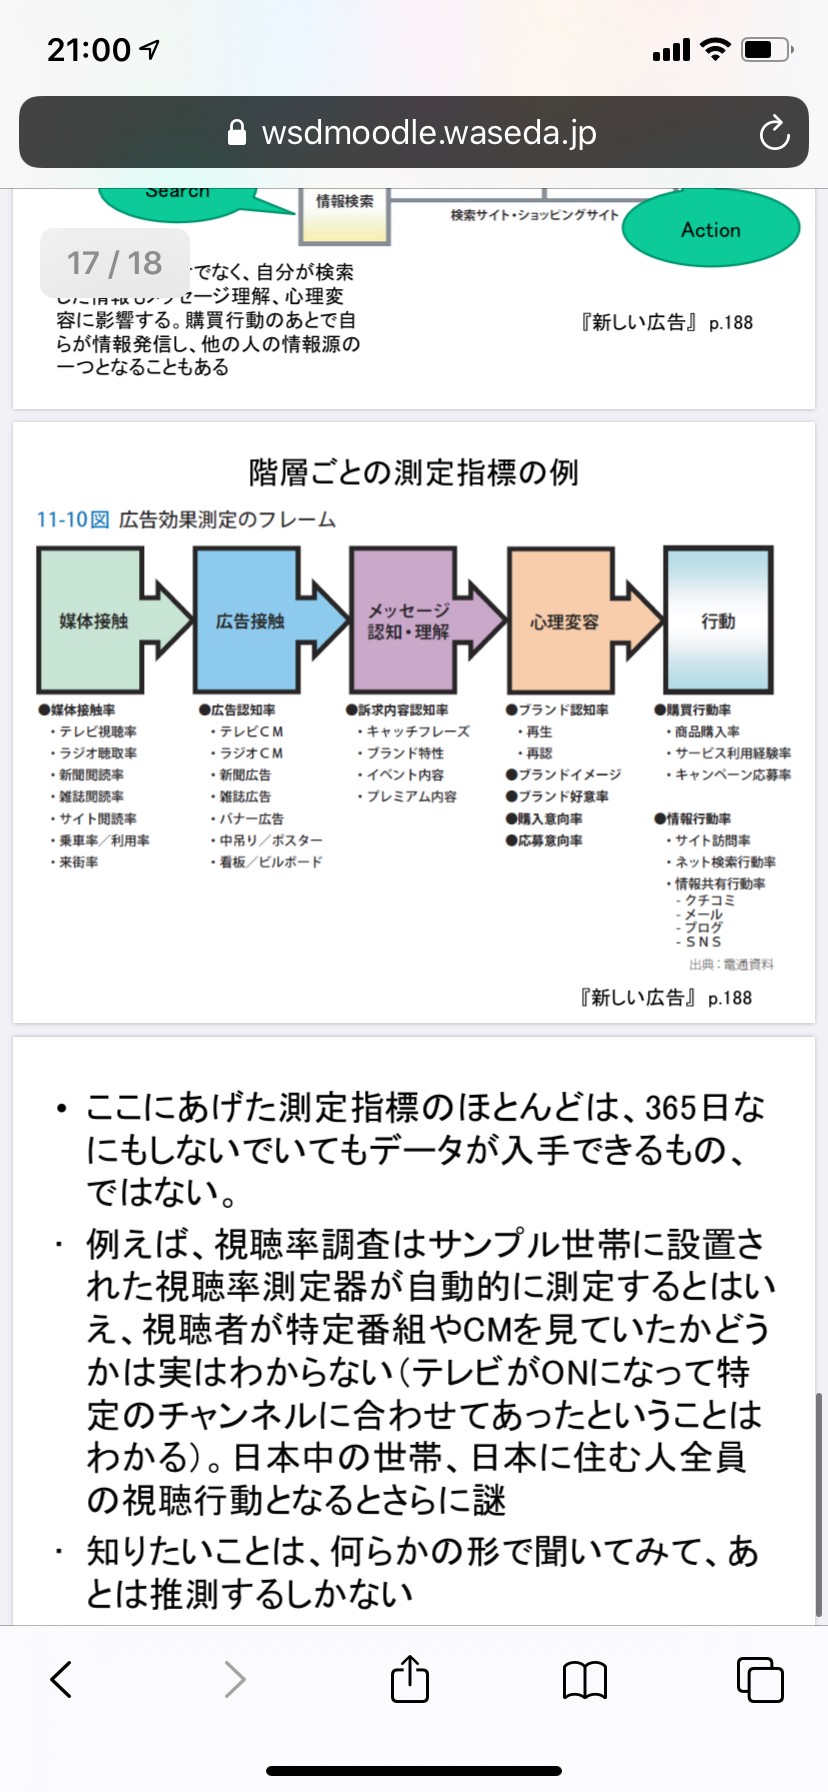 21:00
wsdmoodle.waseda.jp
Search
情報検索
検索サイト・ショッピングサイト
Action
17 / 18
でなく、自分が検索
した情報もメッセージ理解、心理変
容に影響する。購買行動のあとで自
らが情報発信し、他の人の情報源の
一つとなることもある
『新しい広告』 p.188
階層ごとの測定指標の例
11-10図 広告効果測定のフレーム
媒体接触
広告接触
メッセージ
認知・理解
心理変容
行動
●媒体接触率
・テレビ視聴率
・ラジオ聴取率
・新聞閲読率
・雑誌閲読率
・サイト閲読率
・乗車率／利用率
・来街率
●広告認知率
・テレビＣＭ
・ラジオＣＭ
・新聞広告
・雑誌広告
・バナー広告
・中吊り／ポスター
・看板／ビルボード
●訴求内容認知率
・キャッチフレーズ
・ブランド特性
・イベント内容
・プレミアム内容
●ブランド認知率
・再生
・再認
●ブランドイメージ
●ブランド好意率
●購入意向率
●応募意向率
●購買行動率
・商品購入率
・サービス利用経験率
・キャンペーン応募率
●情報行動率
・サイト訪問率
・ネット検索行動率
・情報共有行動率
- クチコミ
- メール
- ブログ
- ＳＮＳ
出典：電通資料
『新しい広告』 p.188
• ここにあげた測定指標のほとんどは、365日な
にもしないでいてもデータが入手できるもの、
ではない。
・ 例えば、視聴率調査はサンプル世帯に設置さ
れた視聴率測定器が自動的に測定するとはい
え、視聴者が特定番組やCMを見ていたかどう
かは実はわからない（テレビがONになって特
定のチャンネルに合わせてあったということは
わかる）。日本中の世帯、日本に住む人全員
の視聴行動となるとさらに謎
・ 知りたいことは、何らかの形で聞いてみて、あ
とは推測するしかない